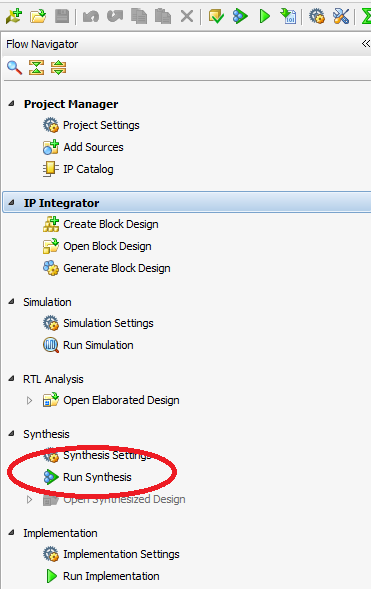 Flow Navigator
Project Manager
Project Settings
Add Sources
IP Catalog
IP Integrator
Create Block Design
Open Block Design
Generate Block Design
Simulation
Simulation Settings
Run Simulation
RTL Analysis
Open Elaborated Design
Synthesis
Synthesis Settings
Run Synthesis
Open Synthesized Design
Implementation
Implementation Settings
Run Implementation